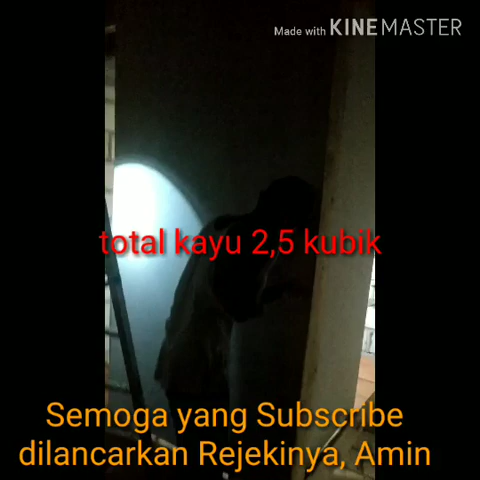 Made with KINEMASTER
total kayu 2,5 kubik
Semoga yang Subscribe
dilancarkan Rejekinya, Amin